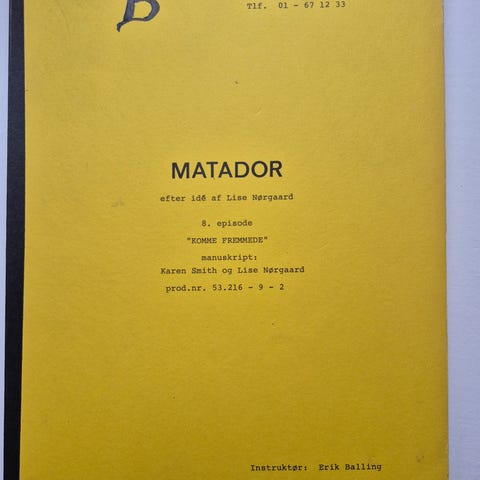 B
Tlf. 01 - 67 12 33
MATADOR
efter idé af Lise Nørgaard
8. episode
"KOMME FREMMEDE"
manuskript:
Karen Smith og Lise Nørgaard
prod.nr. 53.216 - 9 - 2
Instruktør: Erik Balling